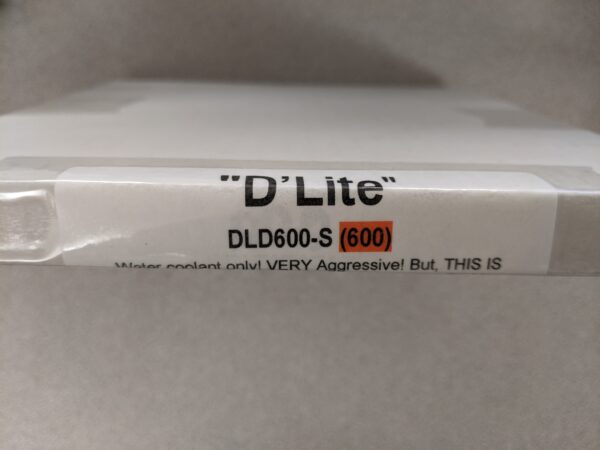 "D'Lite"
DLD600-S (600)
Water coolant only! VERY Aggressive! But, THIS IS